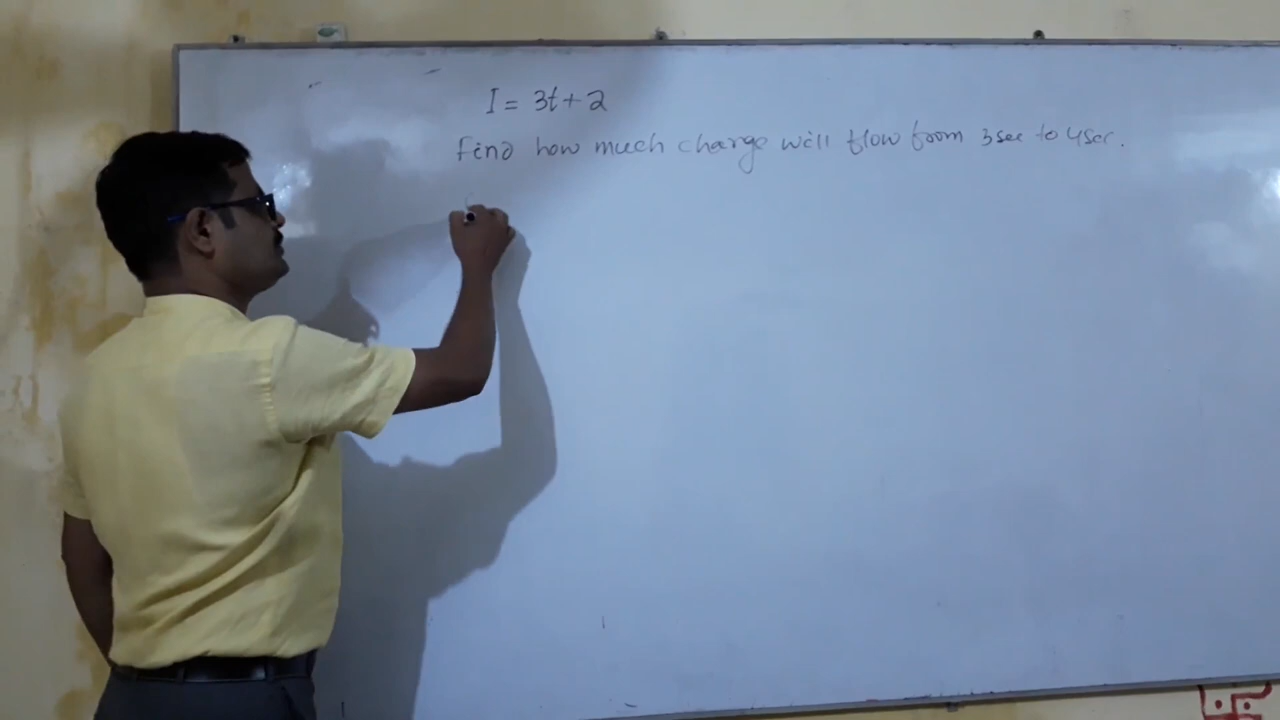 I = 3t+2
Find how much charge will flow from 3sec to 4sec.